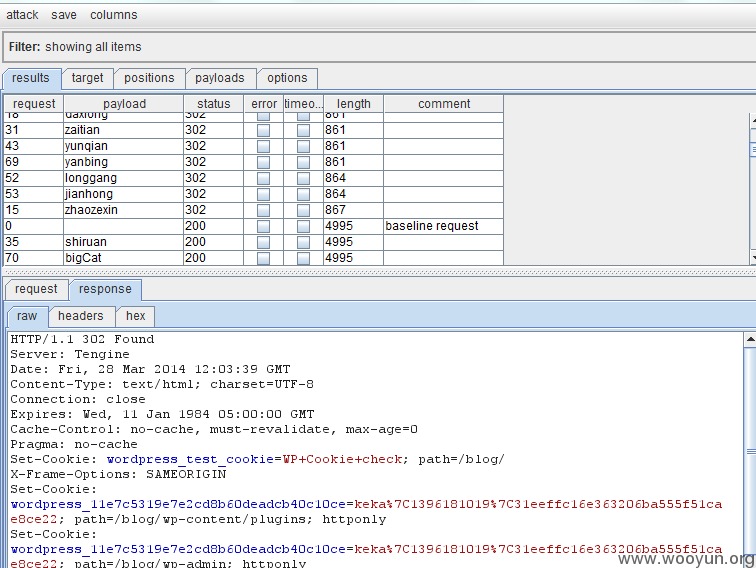 attack save columns
Filter: showing all items
results target positions payloads options
request payload status error timeo... length comment
18 daxiong 302 861
31 zaitian 302 861
43 yunqian 302 861
69 yanbing 302 861
52 longgang 302 864
53 jianhong 302 864
15 zhaozexin 302 867
0 200 4995 baseline request
35 shiruan 200 4995
70 bigCat 200 4995
request response
raw headers hex
HTTP/1.1 302 Found
Server: Tengine
Date: Fri, 28 Mar 2014 12:03:39 GMT
Content-Type: text/html; charset=UTF-8
Connection: close
Expires: Wed, 11 Jan 1984 05:00:00 GMT
Cache-Control: no-cache, must-revalidate, max-age=0
Pragma: no-cache
Set-Cookie: wordpress_test_cookie=WP+Cookie+check; path=/blog/
X-Frame-Options: SAMEORIGIN
Set-Cookie:
wordpress_11e7c5319e7e2cd8b60deadcb40c10ce=keka%7C1396181019%7C31eeffc16e363206ba555f51ca
e8ce22; path=/blog/wp-content/plugins; httponly
Set-Cookie:
wordpress_11e7c5319e7e2cd8b60deadcb40c10ce=keka%7C1396181019%7C31eeffc16e363206ba555f51ca
e8ce22; path=/blog/wp-admin; httponly
www.wooyun.org